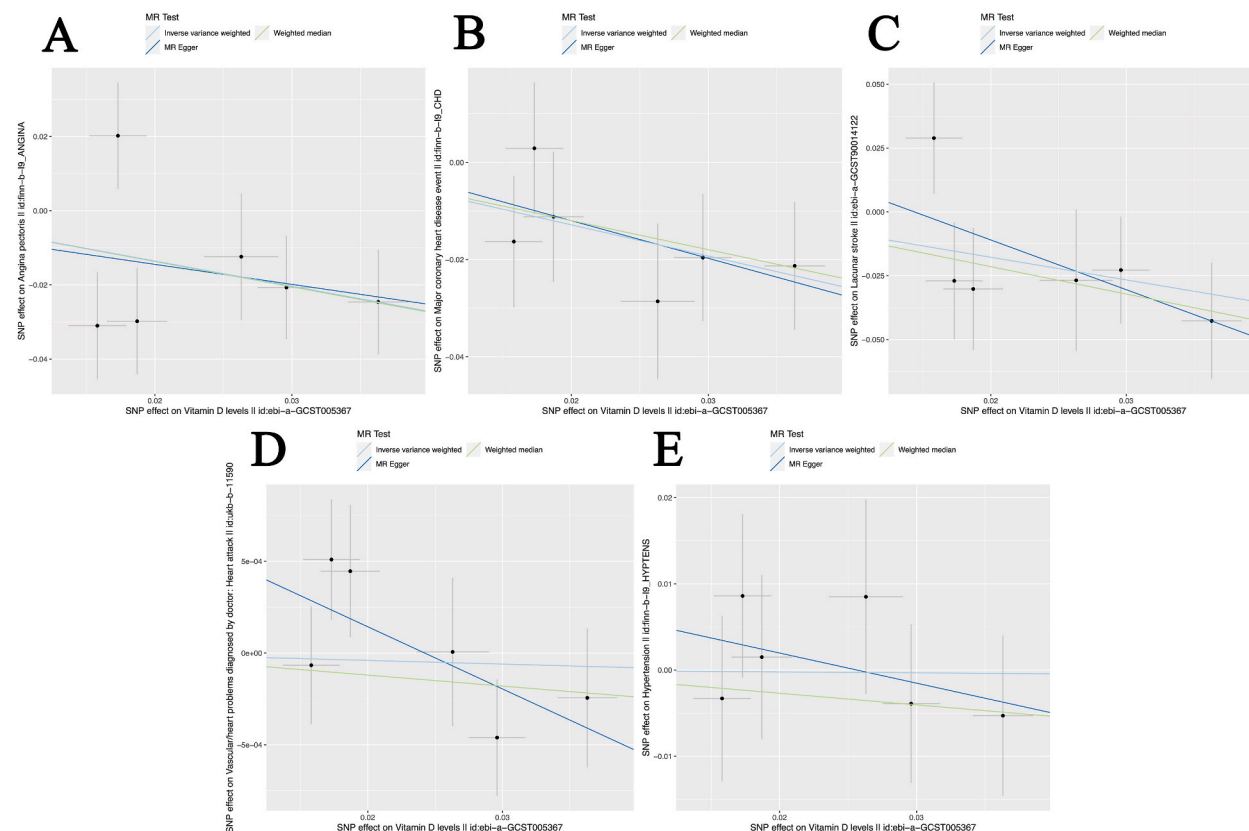 A
MR Test
Inverse variance weighted
Weighted median
MR Egger
SNP effect on Angina pectoris || id:finn-b-I9_ANGINA
0.02
0.00
−0.02
−0.04
0.02
0.03
SNP effect on Vitamin D levels || id:ebi-a-GCST005367
B
MR Test
Inverse variance weighted
Weighted median
MR Egger
SNP effect on Major coronary heart disease event || id:finn-b-I9_CHD
0.00
−0.02
−0.04
0.02
0.03
SNP effect on Vitamin D levels || id:ebi-a-GCST005367
C
MR Test
Inverse variance weighted
Weighted median
MR Egger
SNP effect on Lacunar stroke || id:ebi-a-GCST90014122
0.050
0.025
0.000
−0.025
−0.050
0.02
0.03
SNP effect on Vitamin D levels || id:ebi-a-GCST005367
D
MR Test
Inverse variance weighted
Weighted median
MR Egger
SNP effect on Vascular/heart problems diagnosed by doctor: Heart attack || id:ukb-b-11590
5e−04
0e+00
−5e−04
0.02
0.03
SNP effect on Vitamin D levels || id:ebi-a-GCST005367
E
MR Test
Inverse variance weighted
Weighted median
MR Egger
SNP effect on Hypertension || id:finn-b-I9_HYPTENS
0.02
0.01
0.00
−0.01
0.02
0.03
SNP effect on Vitamin D levels || id:ebi-a-GCST005367